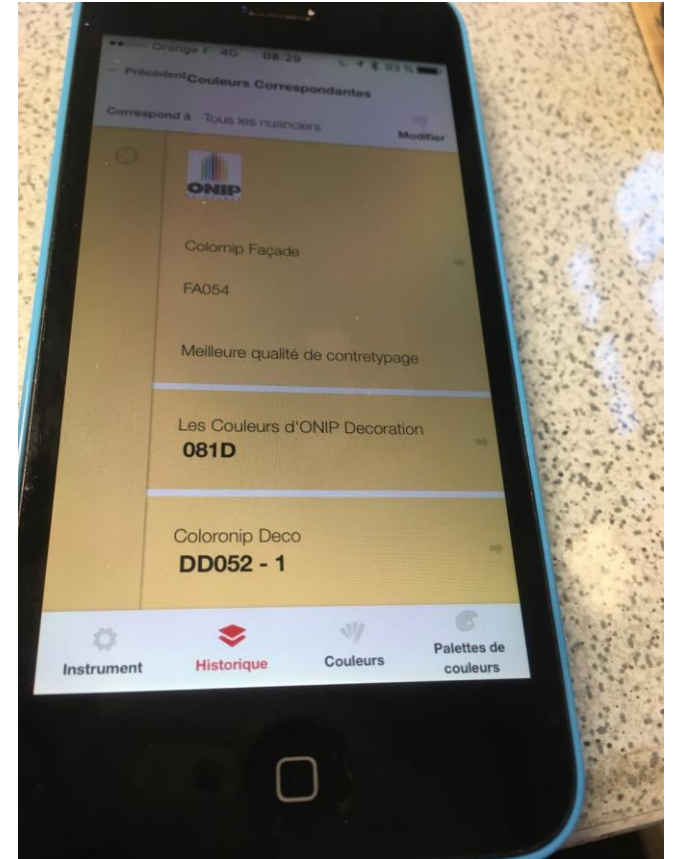 Orange F 4G 08:29 93 %
Précédent Couleurs Correspondantes
Correspond à Tous les nuanciers Modifier
ONIP
Colornip Façade
FA054
Meilleure qualité de contretypage
Les Couleurs d'ONIP Decoration
081D
Coloronip Deco
DD052 - 1
Instrument Historique Couleurs Palettes de
couleurs